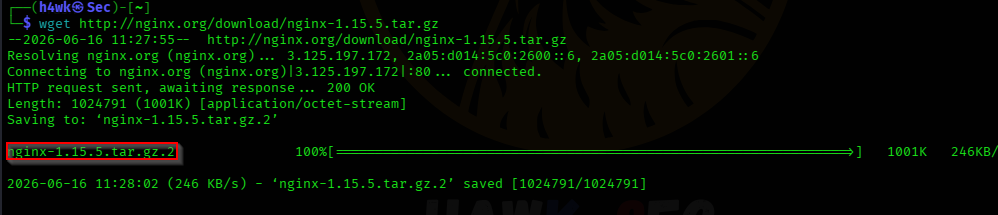 ┌──(h4wk㉿Sec)-[~]
└─$ wget http://nginx.org/download/nginx-1.15.5.tar.gz
--2026-06-16 11:27:55--  http://nginx.org/download/nginx-1.15.5.tar.gz
Resolving nginx.org (nginx.org)... 3.125.197.172, 2a05:d014:5c0:2600::6, 2a05:d014:5c0:2601::6
Connecting to nginx.org (nginx.org)|3.125.197.172|:80... connected.
HTTP request sent, awaiting response... 200 OK
Length: 1024791 (1001K) [application/octet-stream]
Saving to: ‘nginx-1.15.5.tar.gz.2’
nginx-1.15.5.tar.gz.2 100%[===================================================================>] 1001K 246KB/
2026-06-16 11:28:02 (246 KB/s) - ‘nginx-1.15.5.tar.gz.2’ saved [1024791/1024791]